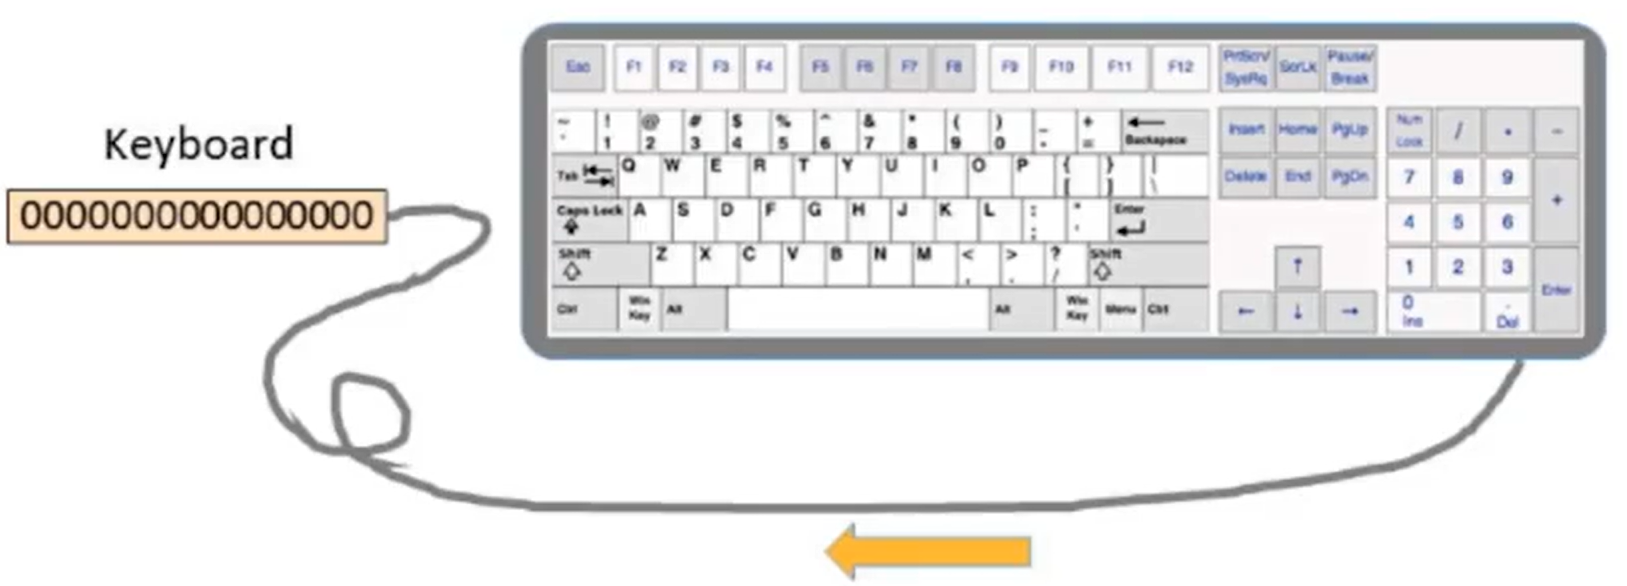 Keyboard
0000000000000000
Esc F1 F2 F3 F4 F5 F6 F7 F8 F9 F10 F11 F12 PrtScn/ SysRq ScrLk Pause/ Break
~ ` ! 1 @ 2 # 3 $ 4 % 5 ^ 6 & 7 * 8 ( 9 ) 0 _ - + = ← Backspace Insert Home PgUp Num Lock / * -
Tab Q W E R T Y U I O P { [ } ] | \ Delete End PgDn 7 8 9 +
Caps Lock A S D F G H J K L : ; " ' Enter 4 5 6
Shift Z X C V B N M < , > . ? / Shift ↑ 1 2 3 Enter
Ctrl Win Key Alt Alt Win Key Menu Ctrl ← ↓ → 0 Ins . Del